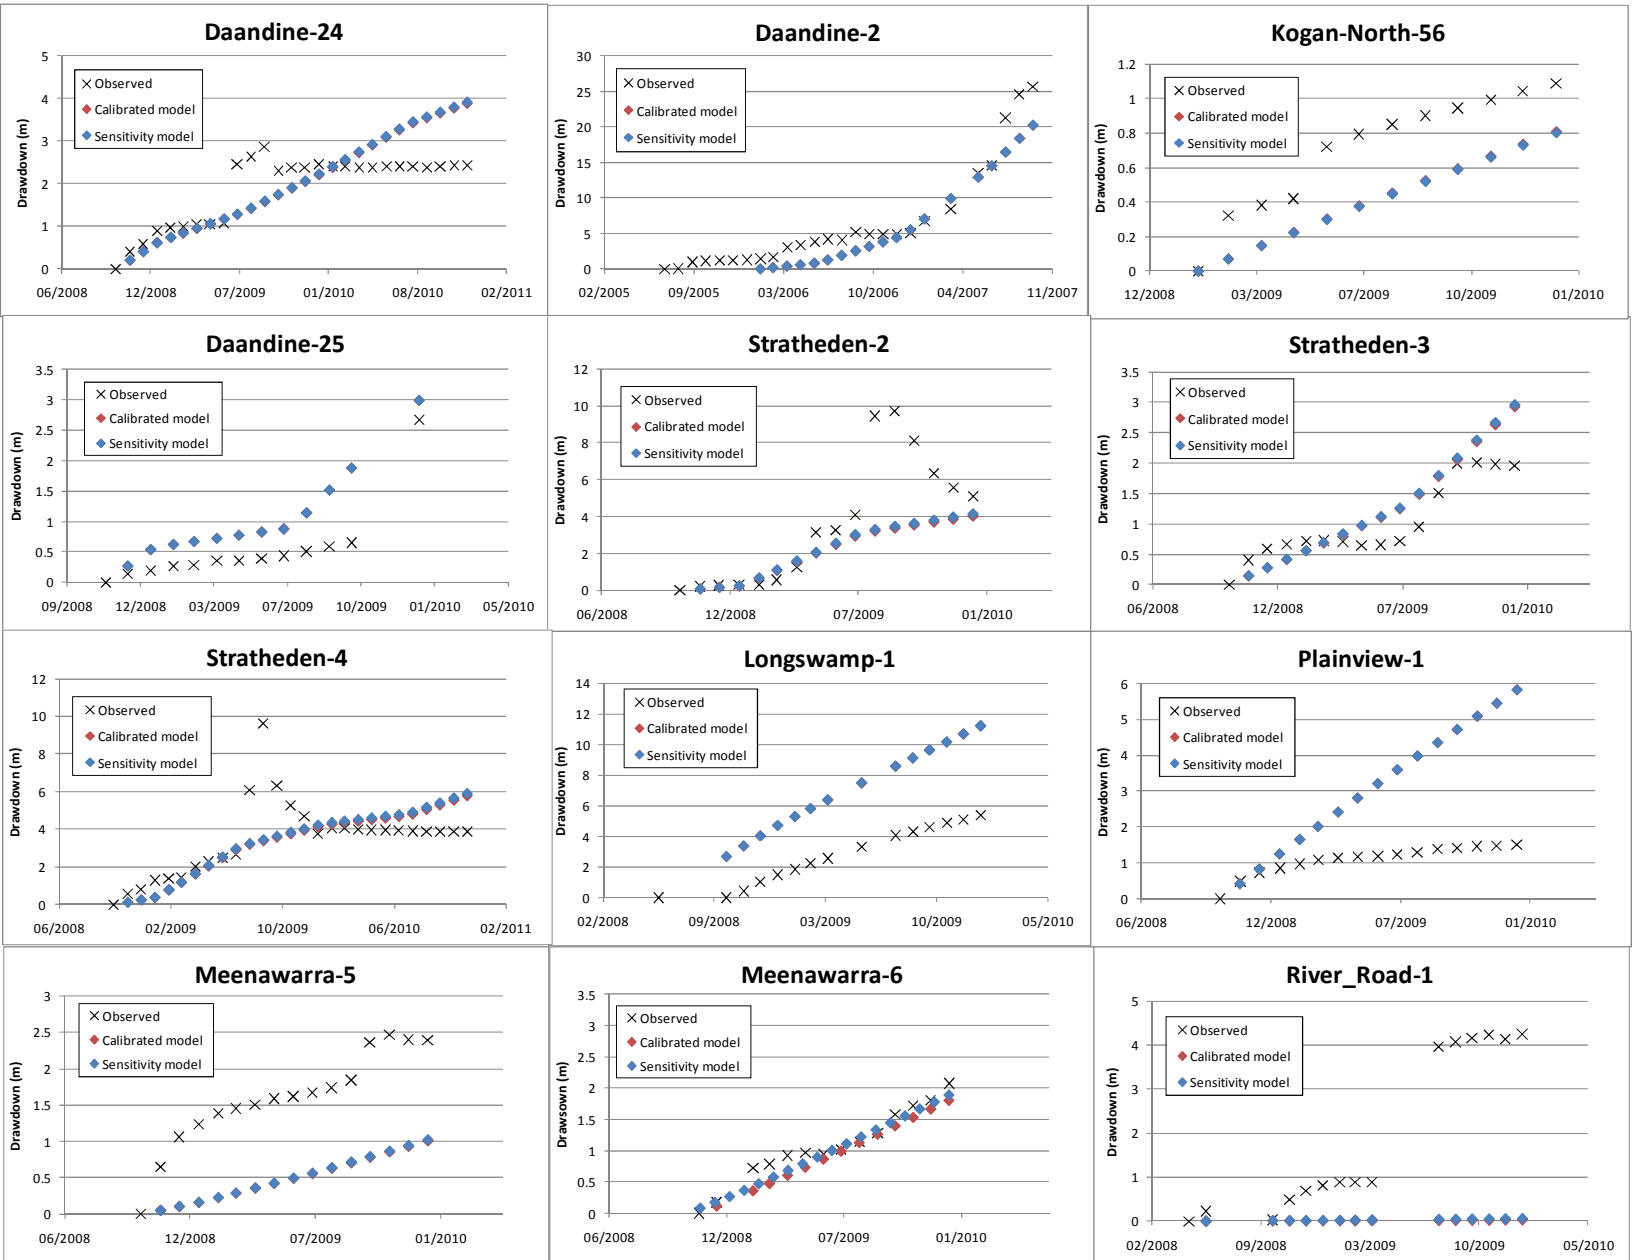 Daandine-24
5
4
3
2
1
0
Drawdown (m)
Observed
Calibrated model
Sensitivity model
06/2008 12/2008 07/2009 01/2010 08/2010 02/2011
Daandine-2
30
25
20
15
10
5
0
Drawdown (m)
Observed
Calibrated model
Sensitivity model
02/2005 09/2005 03/2006 10/2006 04/2007 11/2007
Kogan-North-56
1.2
1
0.8
0.6
0.4
0.2
0
Drawdown (m)
Observed
Calibrated model
Sensitivity model
12/2008 03/2009 07/2009 10/2009 01/2010
Daandine-25
3.5
3
2.5
2
1.5
1
0.5
0
Drawdown (m)
Observed
Calibrated model
Sensitivity model
09/2008 12/2008 03/2009 07/2009 10/2009 01/2010 05/2010
Stratheden-2
12
10
8
6
4
2
0
Drawdown (m)
Observed
Calibrated model
Sensitivity model
06/2008 12/2008 07/2009 01/2010
Stratheden-3
3.5
3
2.5
2
1.5
1
0.5
0
Drawdown (m)
Observed
Calibrated model
Sensitivity model
06/2008 12/2008 07/2009 01/2010
Stratheden-4
12
10
8
6
4
2
0
Drawdown (m)
Observed
Calibrated model
Sensitivity model
06/2008 02/2009 10/2009 06/2010 02/2011
Longswamp-1
14
12
10
8
6
4
2
0
Drawdown (m)
Observed
Calibrated model
Sensitivity model
02/2008 09/2008 03/2009 10/2009 05/2010
Plainview-1
6
5
4
3
2
1
0
Drawdown (m)
Observed
Calibrated model
Sensitivity model
06/2008 12/2008 07/2009 01/2010
Meenawarra-5
3
2.5
2
1.5
1
0.5
0
Drawdown (m)
Observed
Calibrated model
Sensitivity model
06/2008 12/2008 07/2009 01/2010
Meenawarra-6
3.5
3
2.5
2
1.5
1
0.5
0
Drawsown (m)
Observed
Calibrated model
Sensitivity model
06/2008 12/2008 07/2009 01/2010
River_Road-1
5
4
3
2
1
0
Drawdown (m)
Observed
Calibrated model
Sensitivity model
02/2008 09/2008 03/2009 10/2009 05/2010